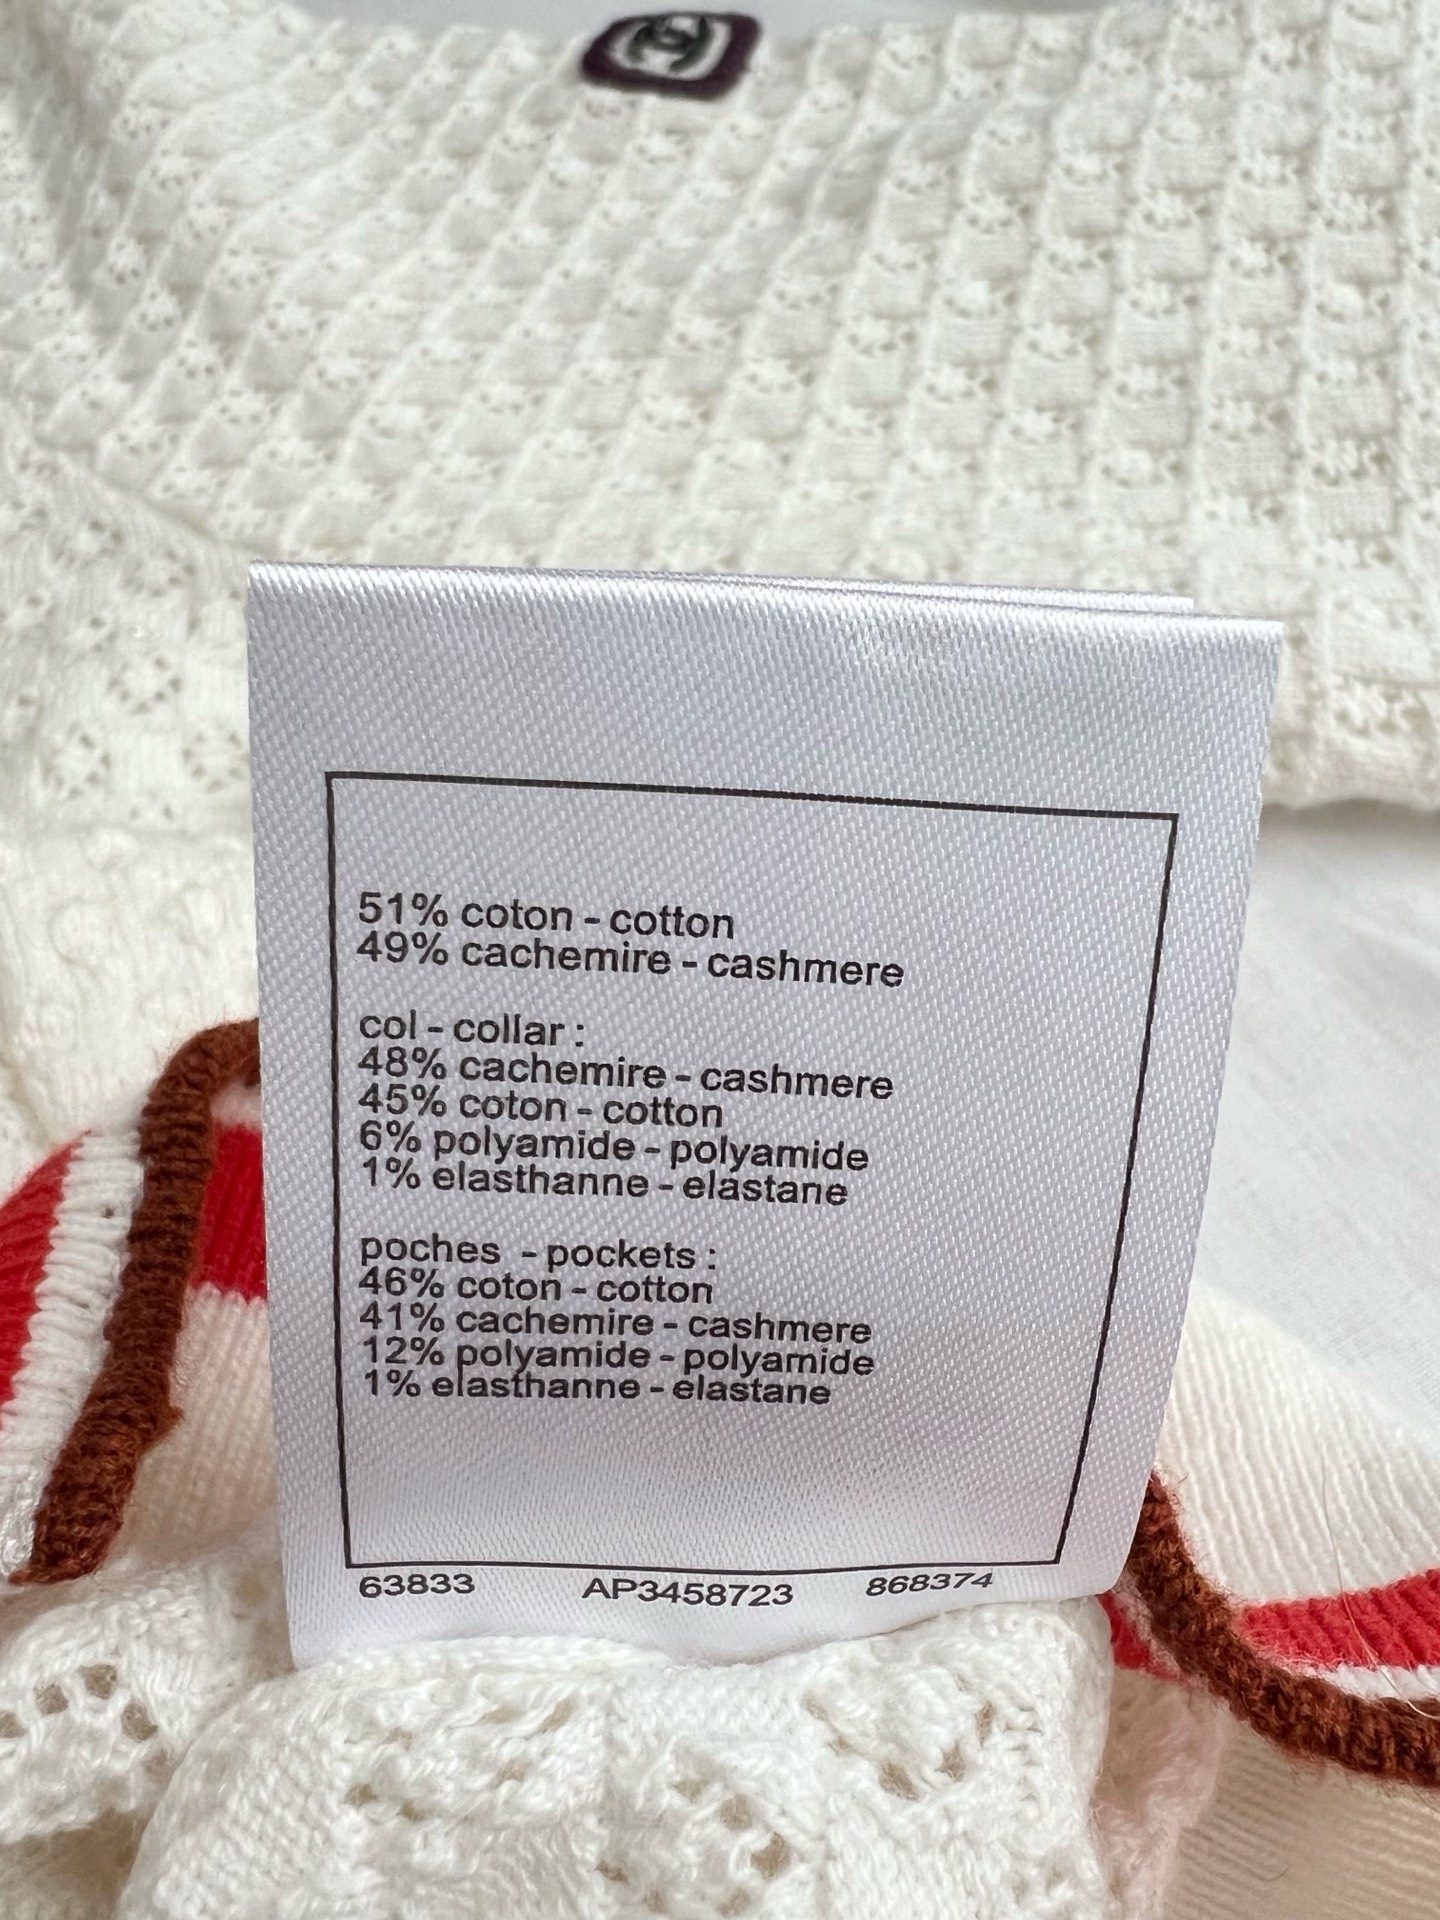 51% coton - cotton
49% cachemire - cashmere
col - collar :
48% cachemire - cashmere
45% coton - cotton
6% polyamide - polyamide
1% elasthanne - elastane
poches - pockets :
46% coton - cotton
41% cachemire - cashmere
12% polyamide - polyamide
1% elasthanne - elastane
63833 AP3458723 868374